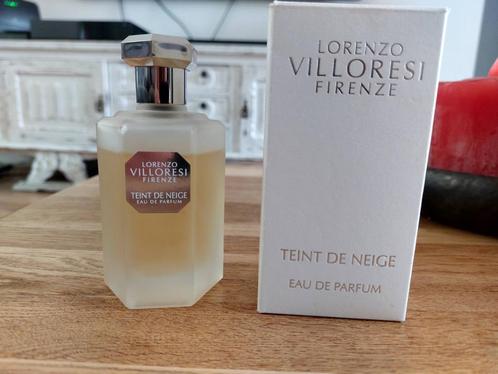 LORENZO
VILLORESI
FIRENZE
TEINT DE NEIGE
EAU DE PARFUM
LORENZO
VILLORESI
FIRENZE
TEINT DE NEIGE
EAU DE PARFUM